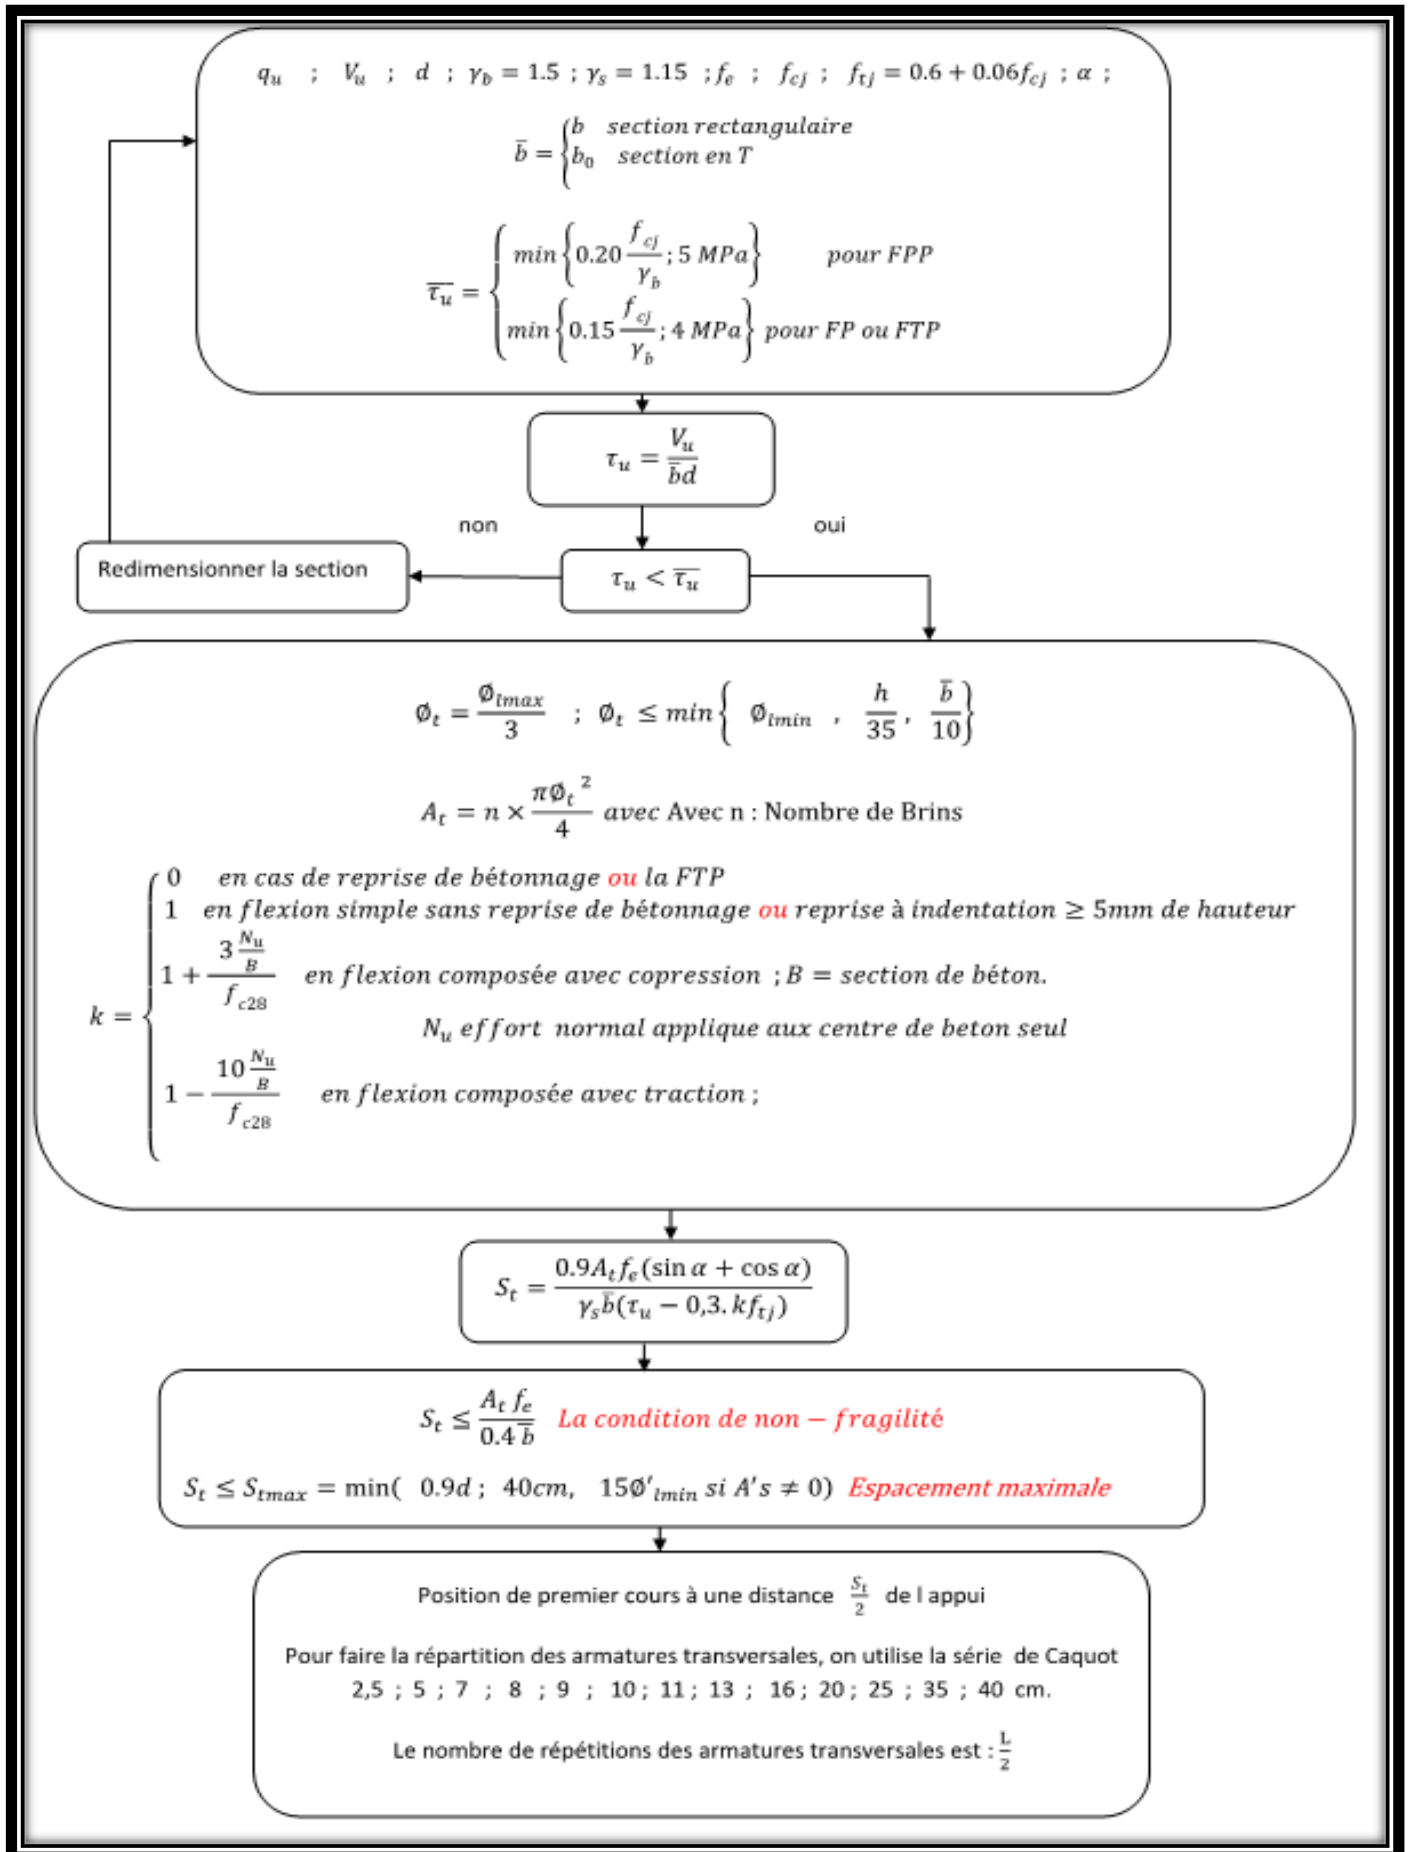 q_u ; V_u ; d ; γ_b = 1.5 ; γ_s = 1.15 ; f_e ; f_cj ; f_tj = 0.6 + 0.06f_cj ; α ;
b̅ = { b section rectangulaire
b_0 section en T
τ_u̅ = { min{0.20 f_cj/γ_b ; 5 MPa} pour FPP
min{0.15 f_cj/γ_b ; 4 MPa} pour FP ou FTP
τ_u = V_u/b̅d
non oui
Redimensionner la section
τ_u < τ_u̅
Ø_t = Ø_lmax/3 ; Ø_t ≤ min{ Ø_lmin , h/35 , b̅/10}
A_t = n × πØ_t²/4 avec Avec n : Nombre de Brins
k = { 0 en cas de reprise de bétonnage ou la FTP
1 en flexion simple sans reprise de bétonnage ou reprise à indentation ≥ 5mm de hauteur
1 + (3 N_u/B)/f_c28 en flexion composée avec copression ; B = section de béton.
N_u effort normal applique aux centre de beton seul
1 − (10 N_u/B)/f_c28 en flexion composée avec traction ;
S_t = 0.9A_t f_e(sin α + cos α)/γ_s b̅(τ_u − 0,3. kf_tj)
S_t ≤ A_t f_e/0.4 b̅ La condition de non − fragilité
S_t ≤ S_tmax = min( 0.9d ; 40cm, 15Ø'_lmin si A's ≠ 0) Espacement maximale
Position de premier cours à une distance S_t/2 de l appui
Pour faire la répartition des armatures transversales, on utilise la série de Caquot
2,5 ; 5 ; 7 ; 8 ; 9 ; 10 ; 11 ; 13 ; 16 ; 20 ; 25 ; 35 ; 40 cm.
Le nombre de répétitions des armatures transversales est : L/2